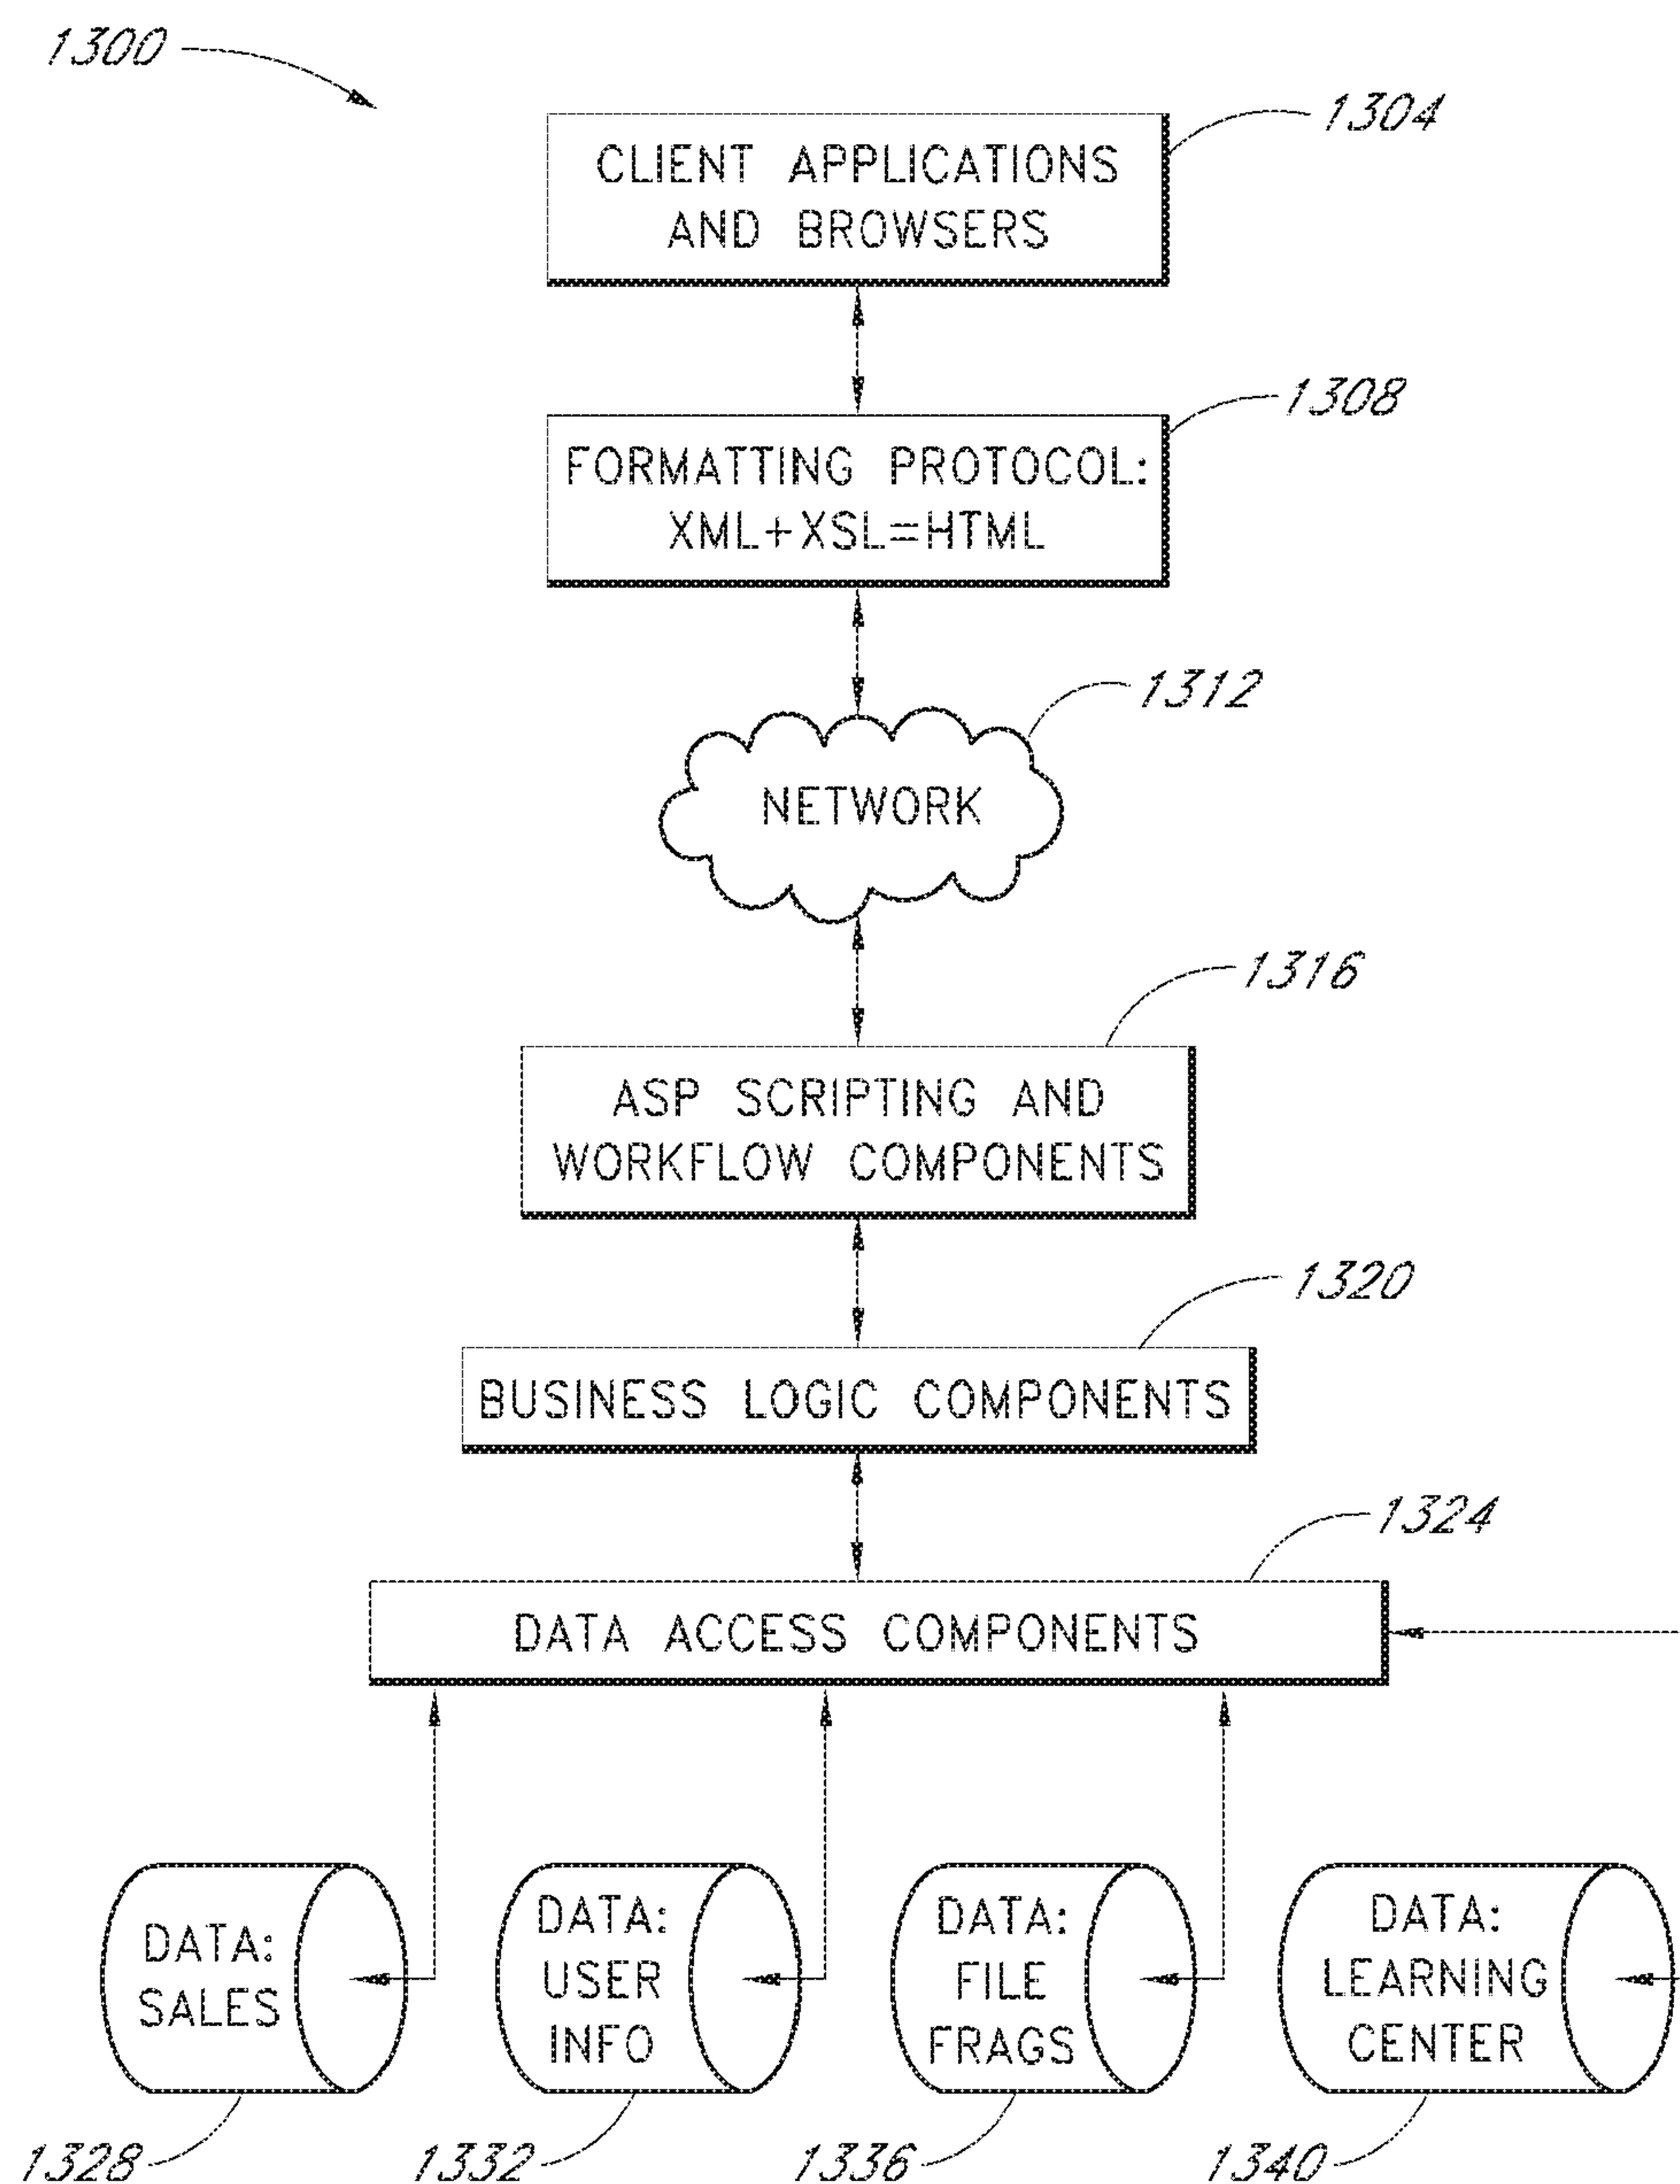 1300
1304
CLIENT APPLICATIONS
AND BROWSERS
1308
FORMATTING PROTOCOL:
XML+XSL=HTML
1312
NETWORK
1316
ASP SCRIPTING AND
WORKFLOW COMPONENTS
1320
BUSINESS LOGIC COMPONENTS
1324
DATA ACCESS COMPONENTS
DATA:
SALES
DATA:
USER
INFO
DATA:
FILE
FRAGS
DATA:
LEARNING
CENTER
1328
1332
1336
1340